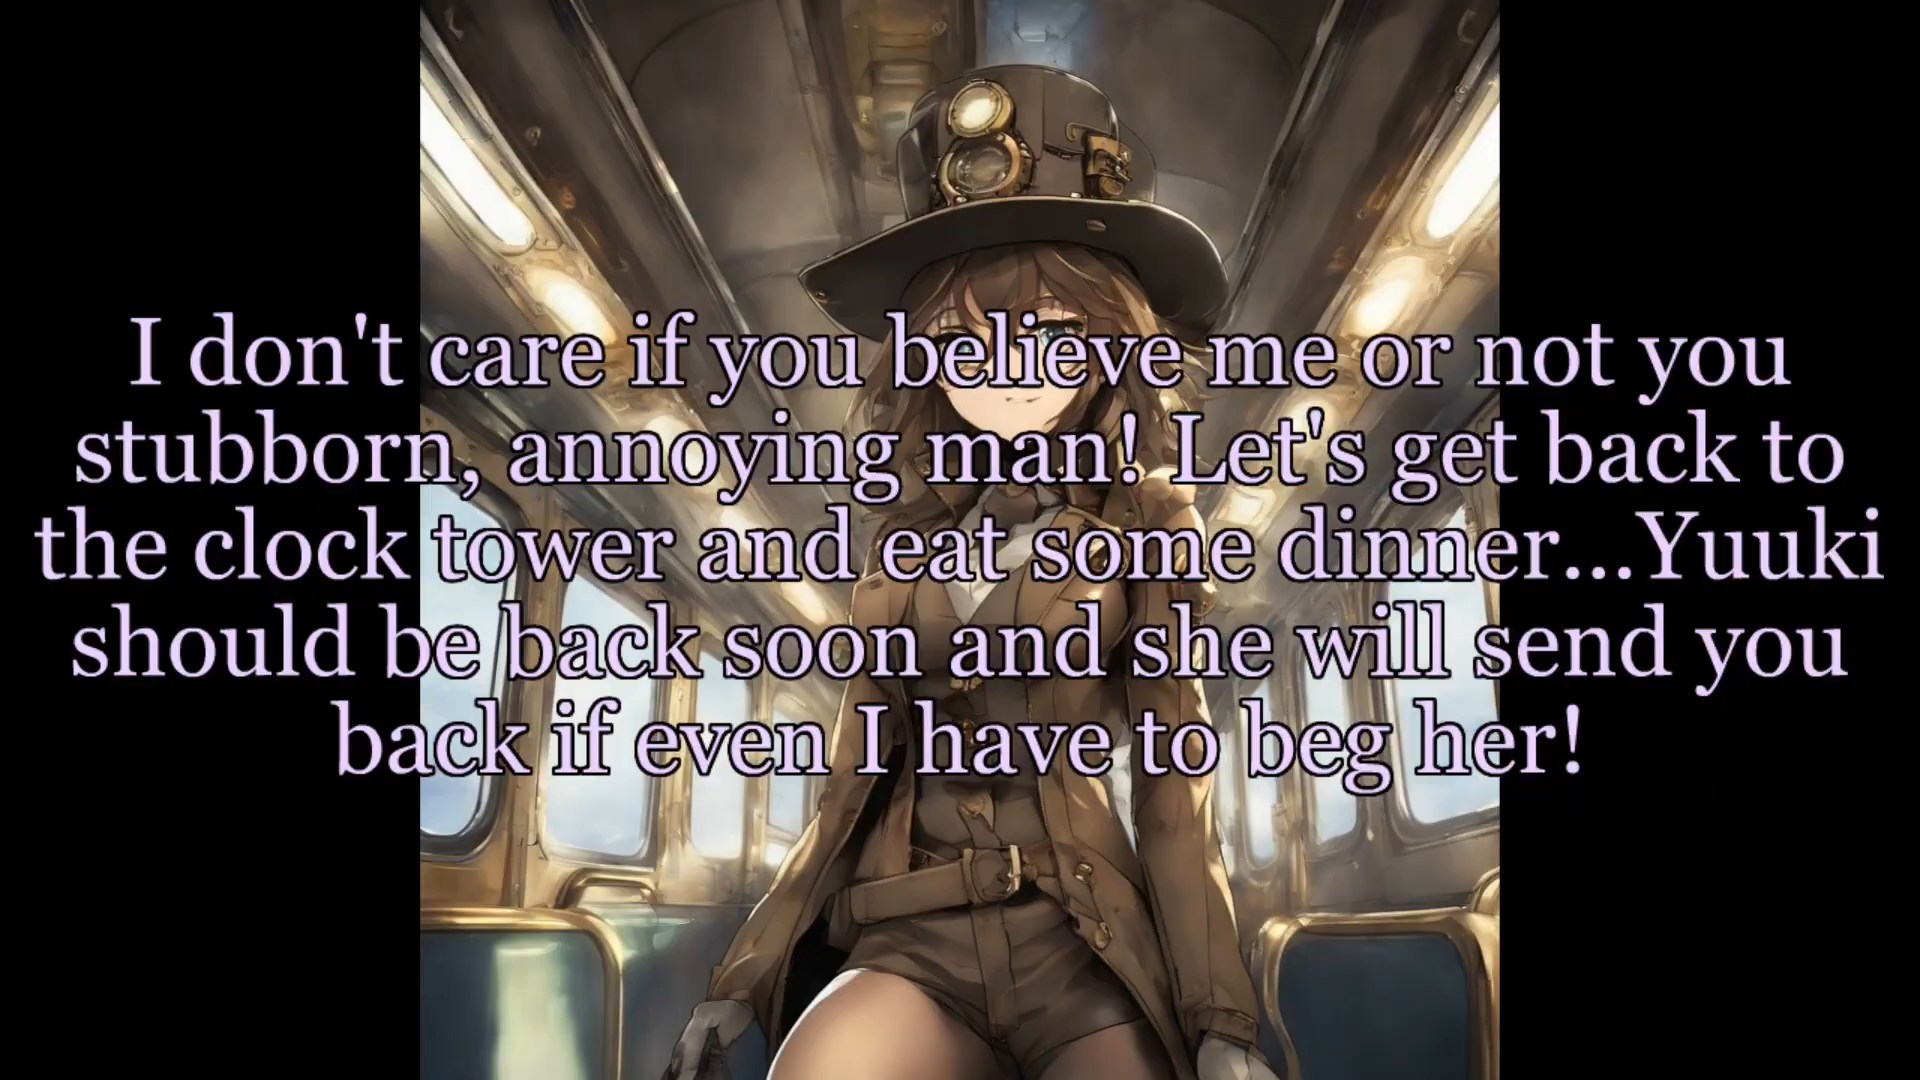 I don't care if you believe me or not you
stubborn, annoying man! Let's get back to
the clock tower and eat some dinner...Yuuki
should be back soon and she will send you
back if even I have to beg her!